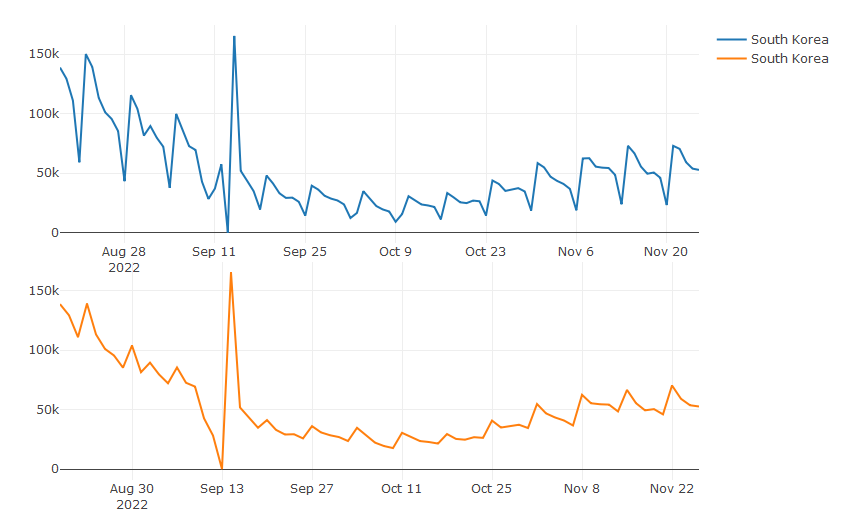 South Korea
South Korea
150k
100k
50k
0
Aug 28
2022
Sep 11
Sep 25
Oct 9
Oct 23
Nov 6
Nov 20
150k
100k
50k
0
Aug 30
2022
Sep 13
Sep 27
Oct 11
Oct 25
Nov 8
Nov 22